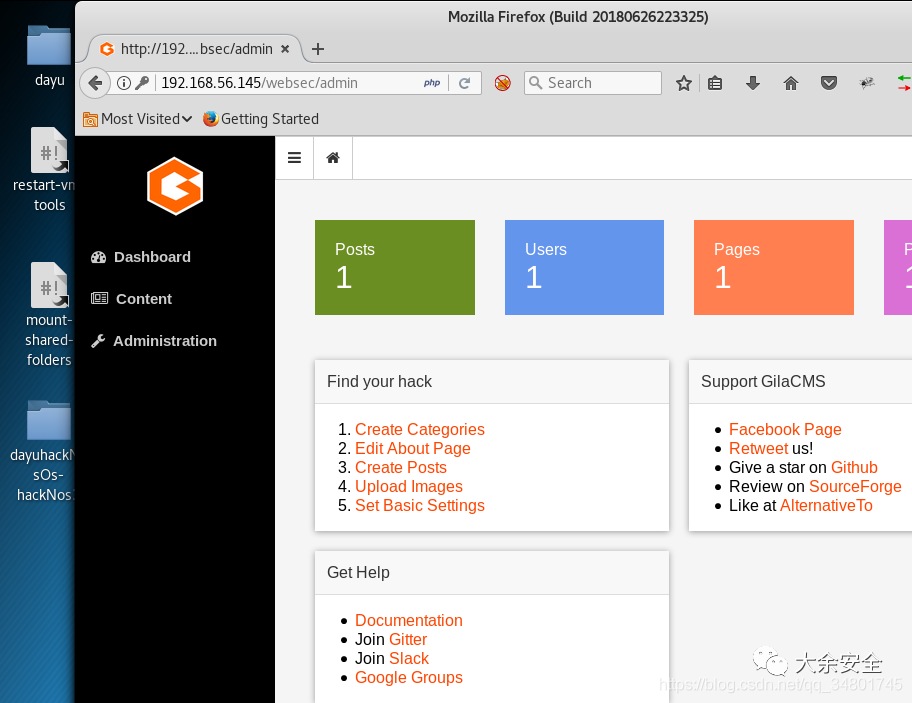 Mozilla Firefox (Build 20180626223325)
http://192....bsec/admin
192.168.56.145/websec/admin
php
Search
Most Visited
Getting Started
dayu
#!
restart-vm
tools
#!
mount-
shared-
folders
dayuhackN
sOs-
hackNos
Dashboard
Content
Administration
Posts
1
Users
1
Pages
1
P
1
Find your hack
1. Create Categories
2. Edit About Page
3. Create Posts
4. Upload Images
5. Set Basic Settings
Support GilaCMS
Facebook Page
Retweet us!
Give a star on Github
Review on SourceForge
Like at AlternativeTo
Get Help
Documentation
Join Gitter
Join Slack
Google Groups
大余安全
https://blog.csdn.net/qq_34801745